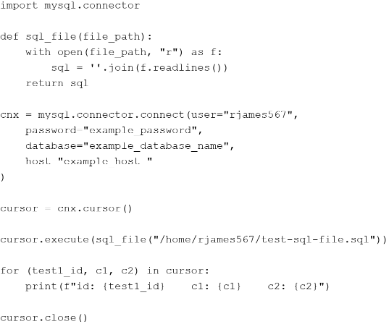 import mysql.connector
def sql_file(file_path):
    with open(file_path, "r") as f:
        sql = ''.join(f.readlines())
    return sql
cnx = mysql.connector.connect(user="rjames567",
    password="example_password",
    database="example_database_name",
    host="example host "
)
cursor = cnx.cursor()
cursor.execute(sql_file("/home/rjames567/test-sql-file.sql"))
for (test1_id, c1, c2) in cursor:
    print(f"id: {test1_id}    c1: {c1}    c2: {c2}")
cursor.close()